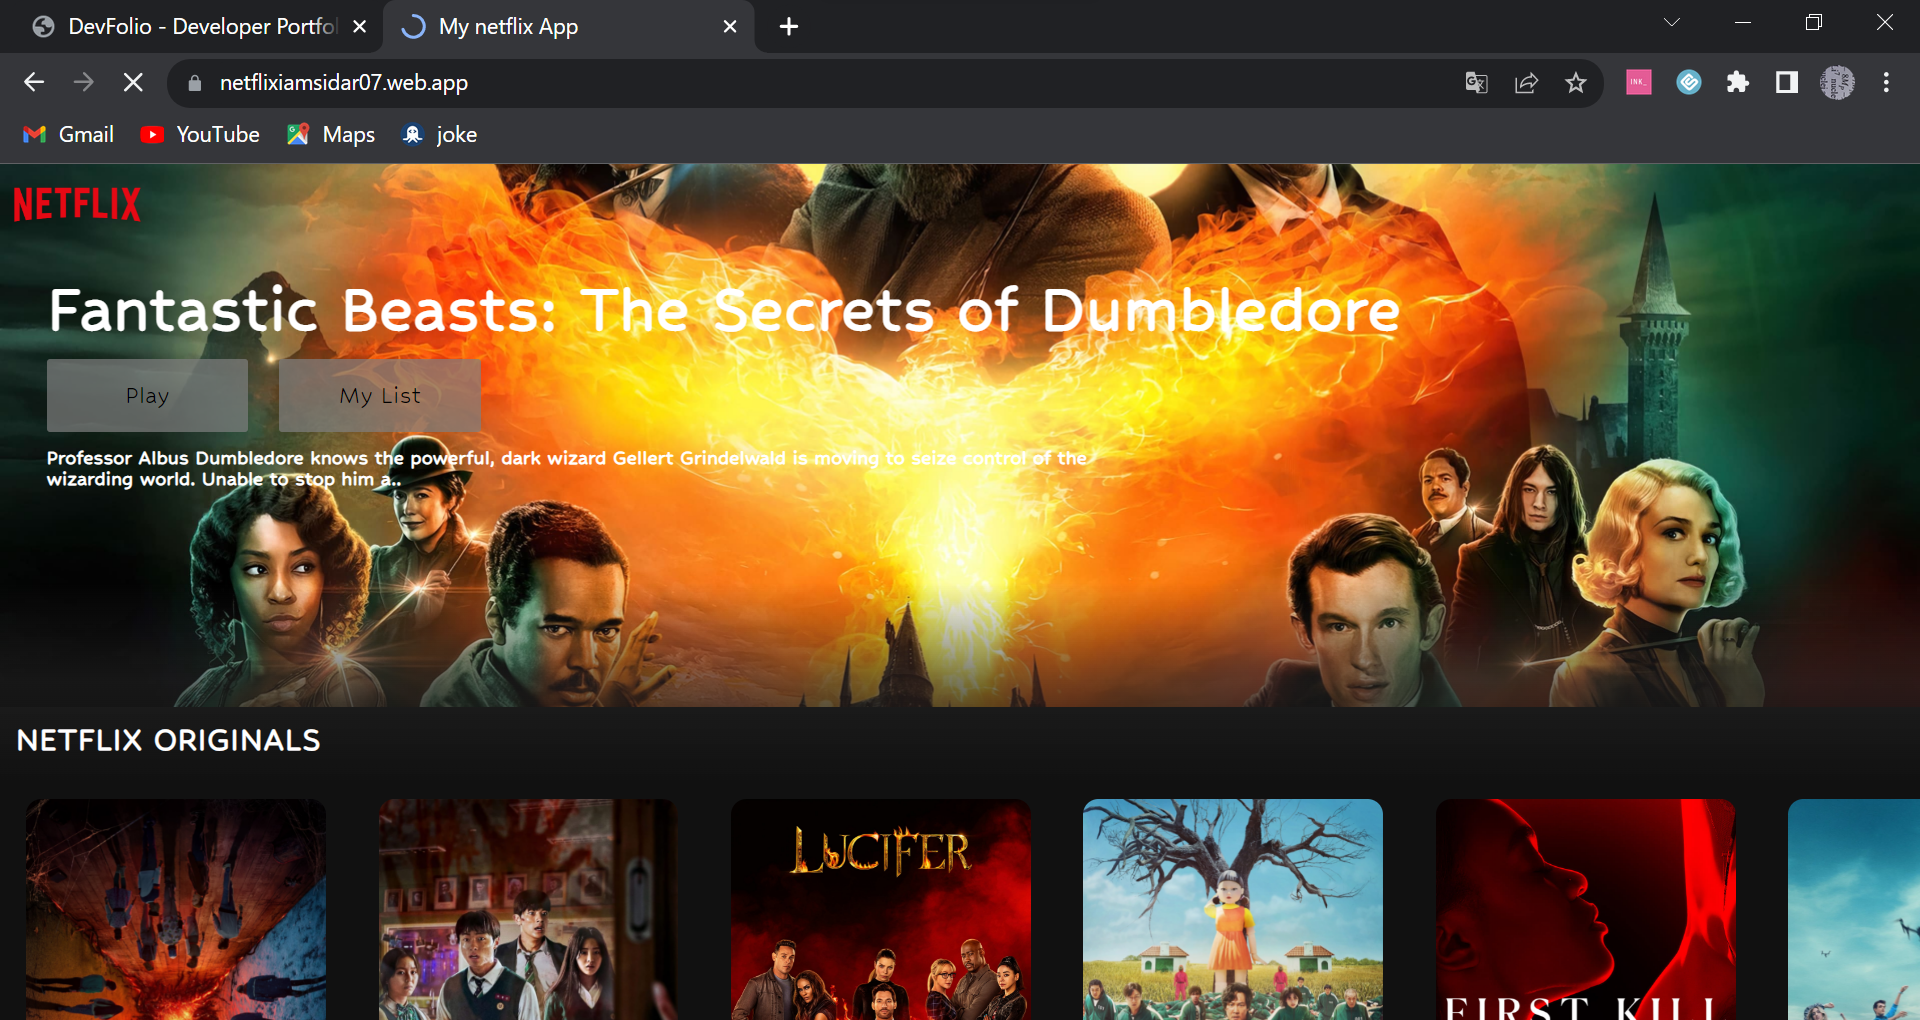 DevFolio - Developer Portfol
My netflix App
netflixiamsidar07.web.app
INK_
Gmail
YouTube
Maps
joke
NETFLIX
Fantastic Beasts: The Secrets of Dumbledore
Play
My List
Professor Albus Dumbledore knows the powerful, dark wizard Gellert Grindelwald is moving to seize control of the
wizarding world. Unable to stop him a..
NETFLIX ORIGINALS
LUCIFER
FIRST KILL